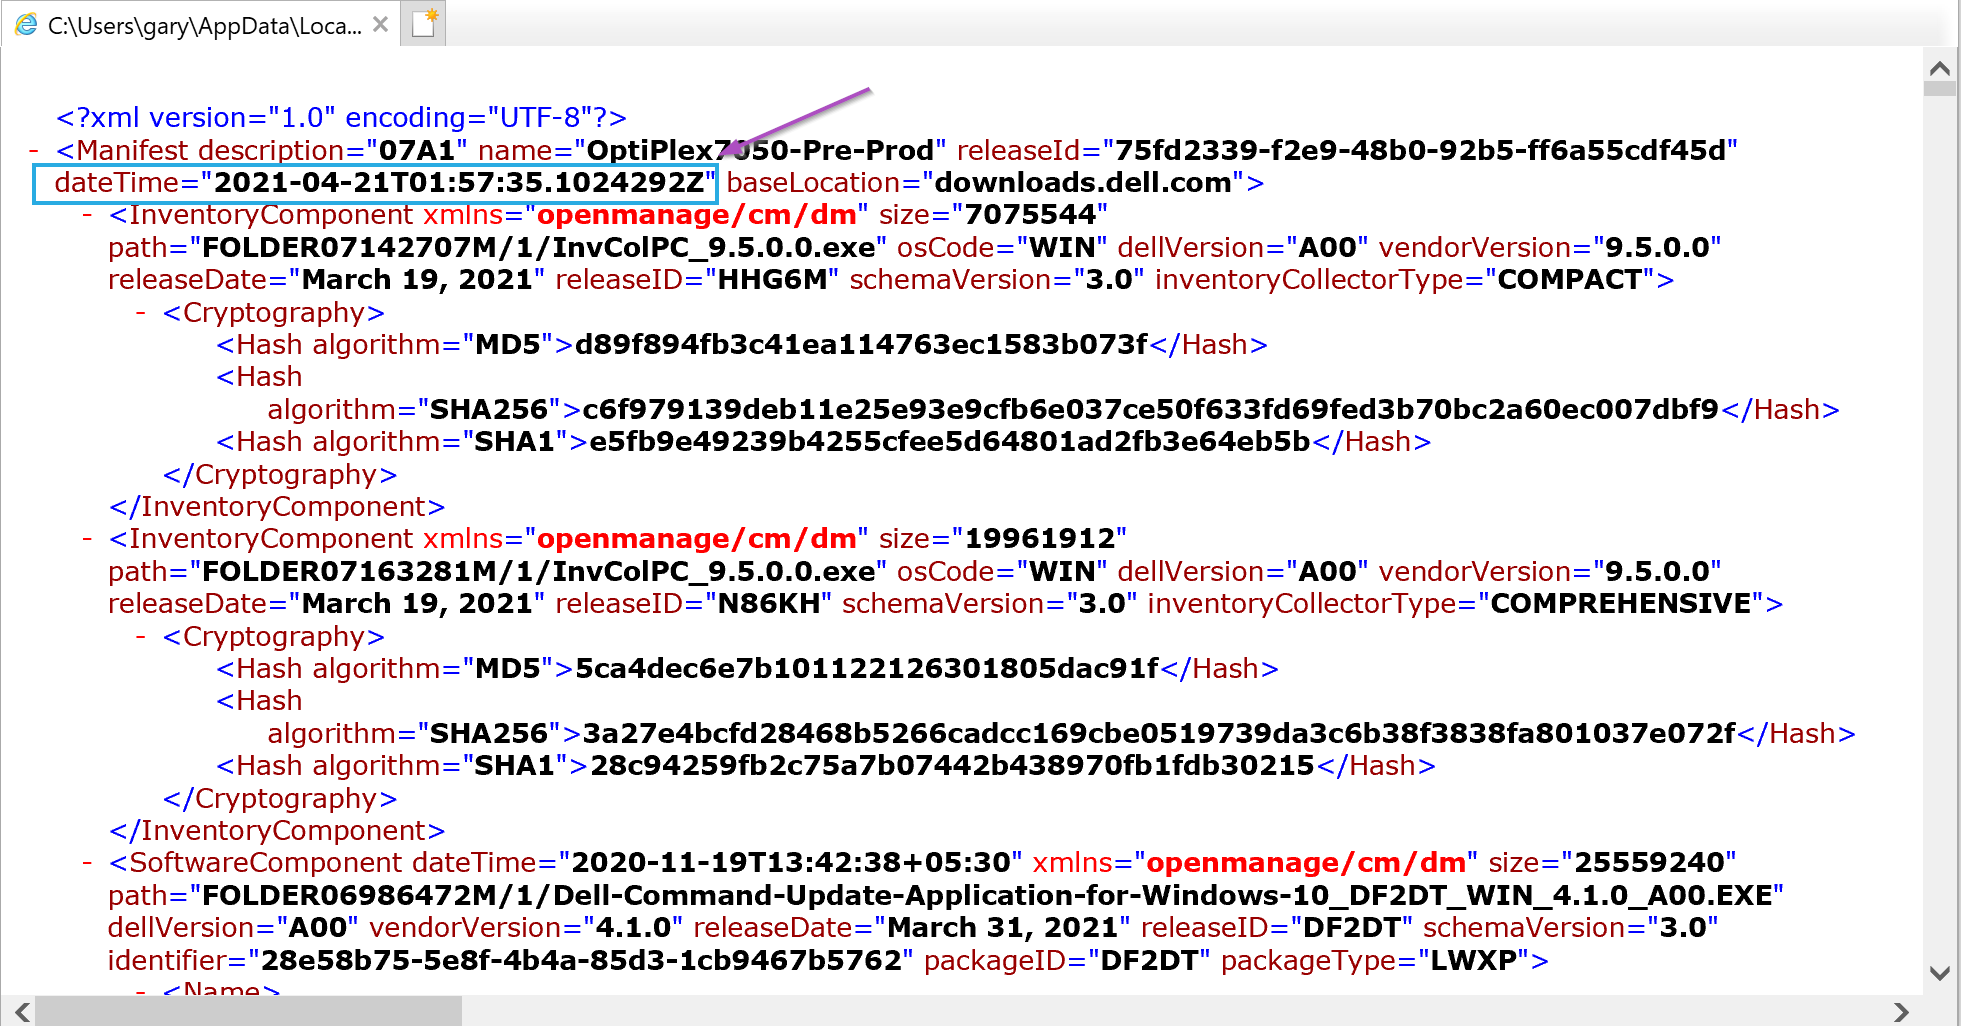 C:\Users\gary\AppData\Loca...
<?xml version="1.0" encoding="UTF-8"?>
- <Manifest description="07A1" name="OptiPlex7050-Pre-Prod" releaseId="75fd2339-f2e9-48b0-92b5-ff6a55cdf45d"
dateTime="2021-04-21T01:57:35.1024292Z" baseLocation="downloads.dell.com">
- <InventoryComponent xmlns="openmanage/cm/dm" size="7075544"
path="FOLDER07142707M/1/InvColPC_9.5.0.0.exe" osCode="WIN" dellVersion="A00" vendorVersion="9.5.0.0"
releaseDate="March 19, 2021" releaseID="HHG6M" schemaVersion="3.0" inventoryCollectorType="COMPACT">
- <Cryptography>
<Hash algorithm="MD5">d89f894fb3c41ea114763ec1583b073f</Hash>
<Hash
algorithm="SHA256">c6f979139deb11e25e93e9cfb6e037ce50f633fd69fed3b70bc2a60ec007dbf9</Hash>
<Hash algorithm="SHA1">e5fb9e49239b4255cfee5d64801ad2fb3e64eb5b</Hash>
</Cryptography>
</InventoryComponent>
- <InventoryComponent xmlns="openmanage/cm/dm" size="19961912"
path="FOLDER07163281M/1/InvColPC_9.5.0.0.exe" osCode="WIN" dellVersion="A00" vendorVersion="9.5.0.0"
releaseDate="March 19, 2021" releaseID="N86KH" schemaVersion="3.0" inventoryCollectorType="COMPREHENSIVE">
- <Cryptography>
<Hash algorithm="MD5">5ca4dec6e7b101122126301805dac91f</Hash>
<Hash
algorithm="SHA256">3a27e4bcfd28468b5266cadcc169cbe0519739da3c6b38f3838fa801037e072f</Hash>
<Hash algorithm="SHA1">28c94259fb2c75a7b07442b438970fb1fdb30215</Hash>
</Cryptography>
</InventoryComponent>
- <SoftwareComponent dateTime="2020-11-19T13:42:38+05:30" xmlns="openmanage/cm/dm" size="25559240"
path="FOLDER06986472M/1/Dell-Command-Update-Application-for-Windows-10_DF2DT_WIN_4.1.0_A00.EXE"
dellVersion="A00" vendorVersion="4.1.0" releaseDate="March 31, 2021" releaseID="DF2DT" schemaVersion="3.0"
identifier="28e58b75-5e8f-4b4a-85d3-1cb9467b5762" packageID="DF2DT" packageType="LWXP">
- <Name>